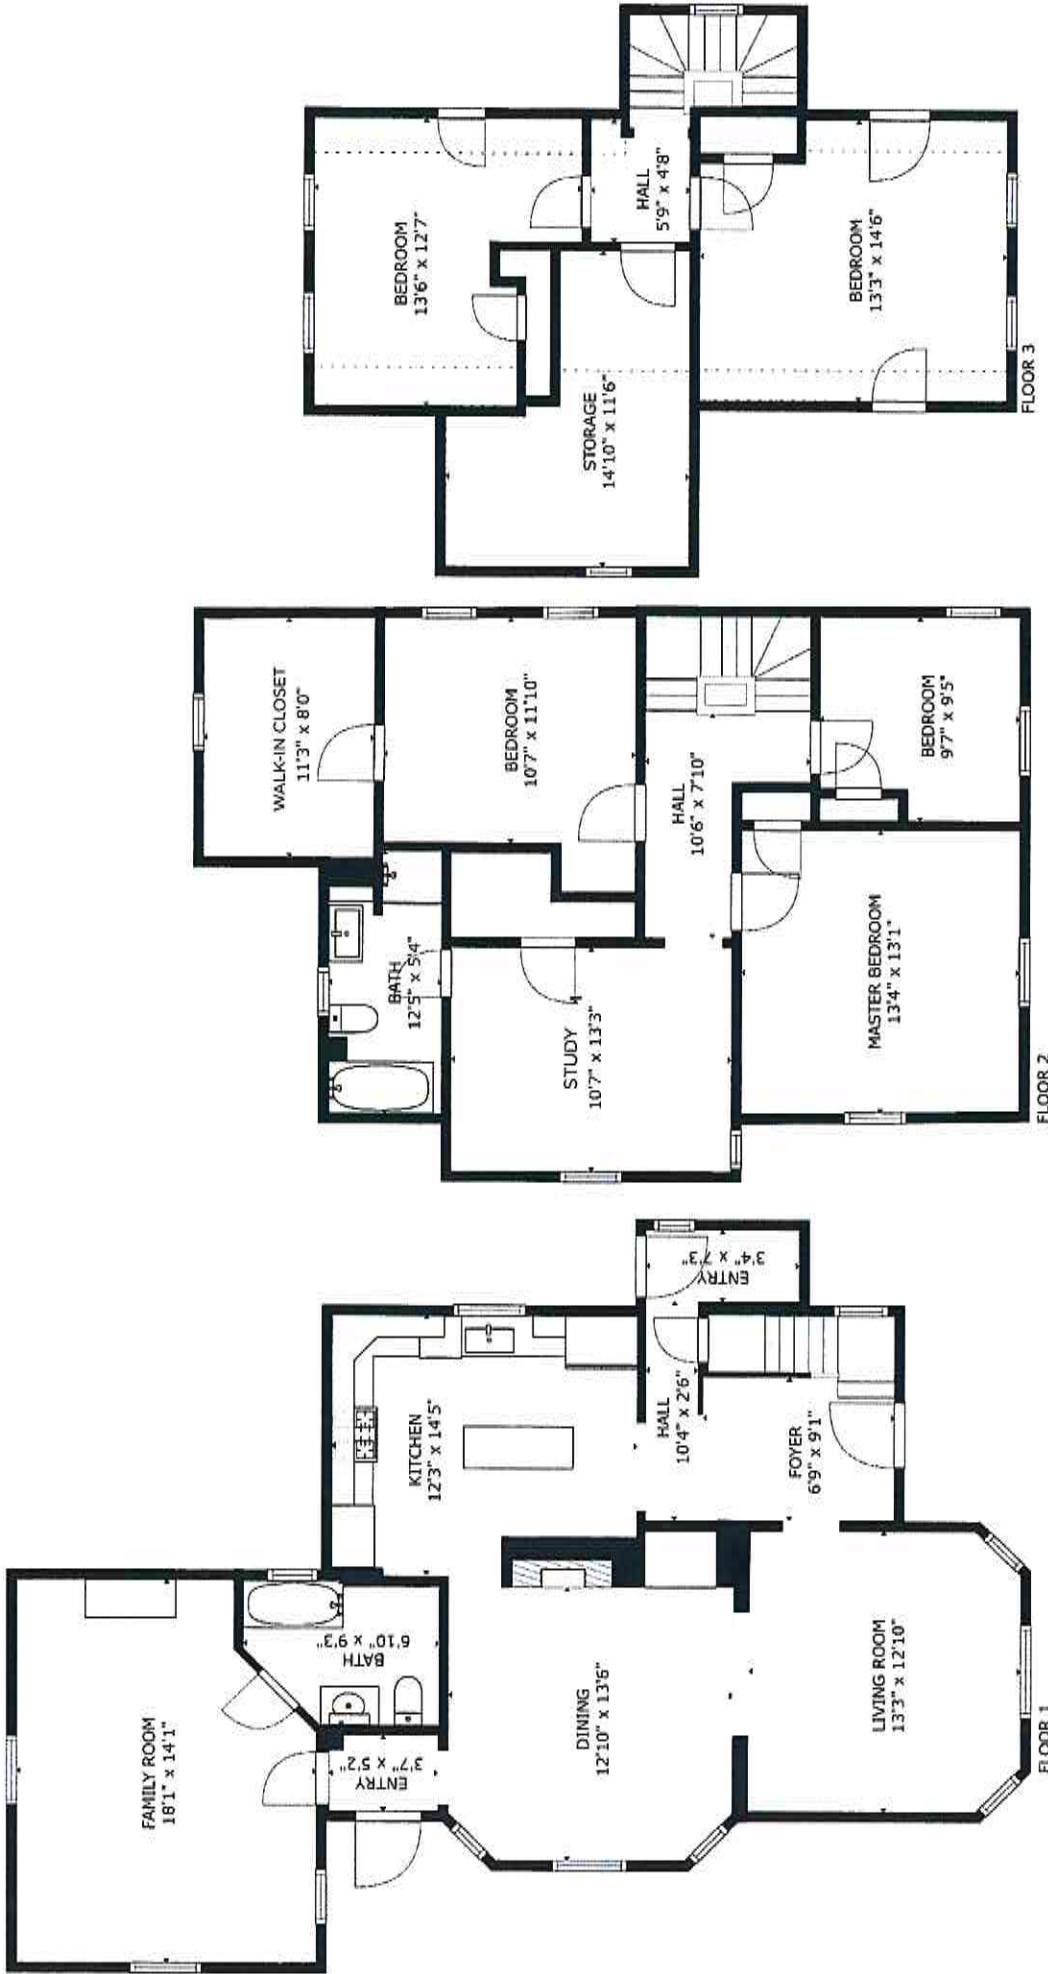 FAMILY ROOM
18'1" x 14'1"
BATH
6'10" x 9'3"
ENTRY
3'7" x 5'2"
KITCHEN
12'3" x 14'5"
DINING
12'10" x 13'6"
HALL
10'4" x 2'6"
ENTRY
3'4" x 7'3"
FOYER
6'9" x 9'1"
LIVING ROOM
13'3" x 12'10"
FLOOR 1
WALK-IN CLOSET
11'3" x 8'0"
BATH
12'5" x 5'4"
BEDROOM
10'7" x 11'10"
STUDY
10'7" x 13'3"
HALL
10'6" x 7'10"
MASTER BEDROOM
13'4" x 13'1"
BEDROOM
9'7" x 9'5"
FLOOR 2
BEDROOM
13'6" x 12'7"
STORAGE
14'10" x 11'6"
HALL
5'9" x 4'8"
BEDROOM
13'3" x 14'6"
FLOOR 3